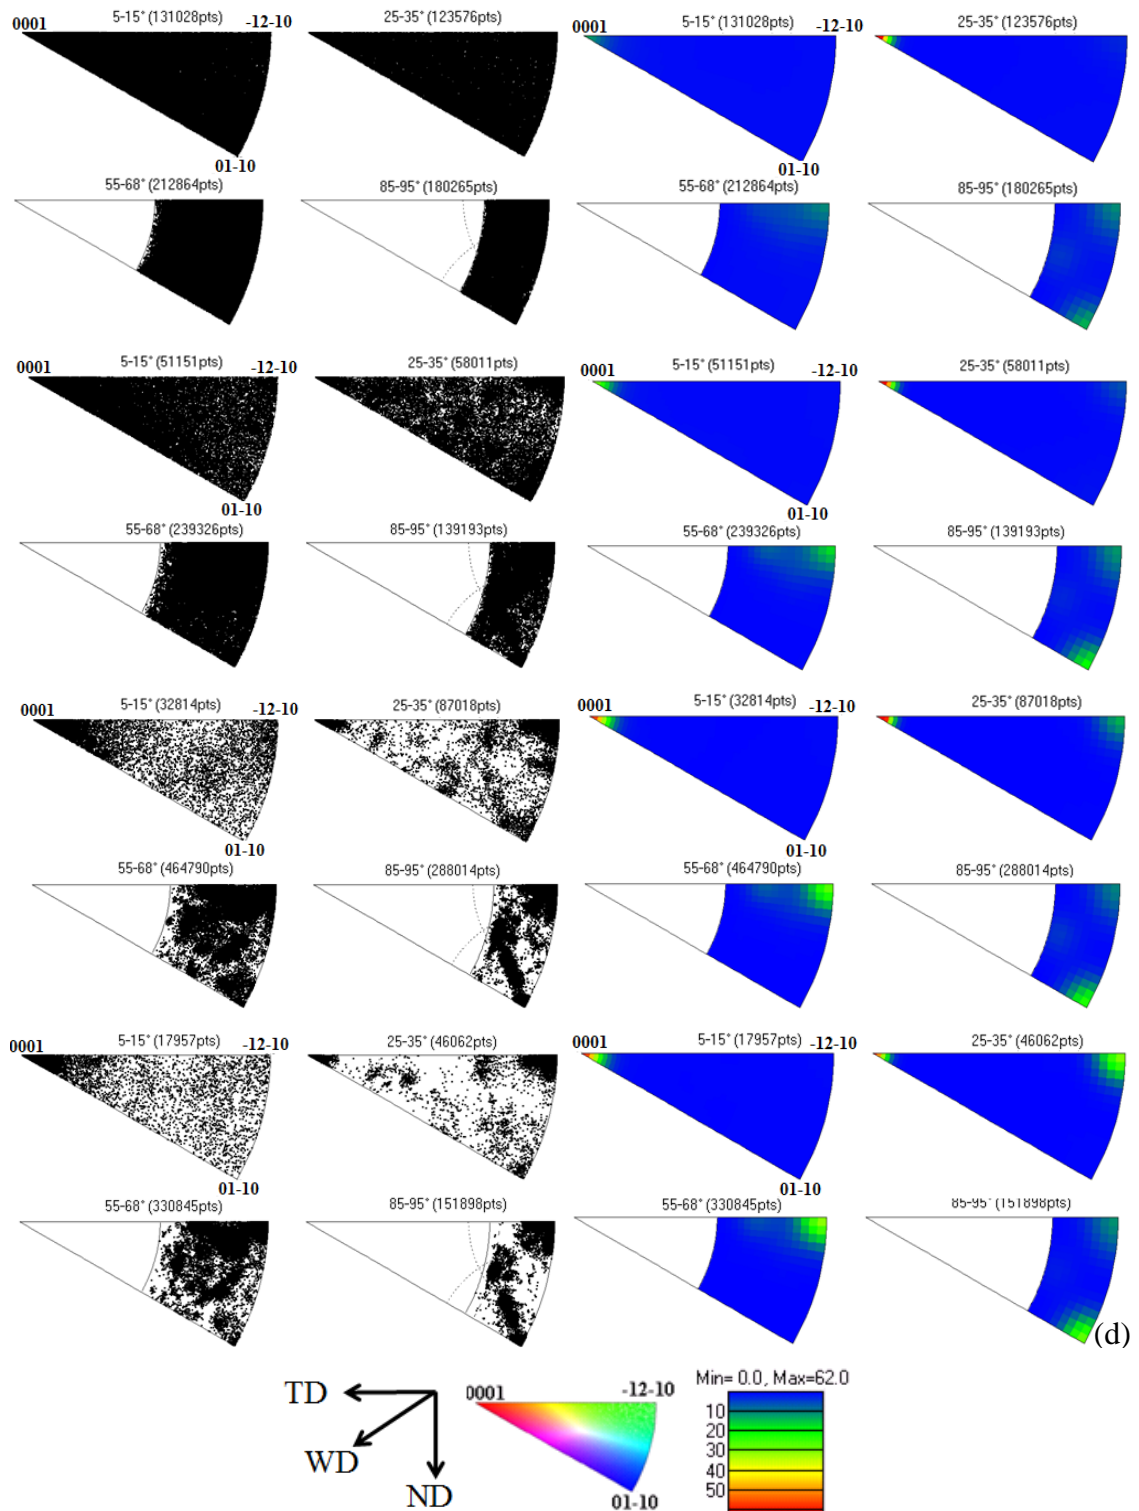 0001 5-15° (131028pts) -12-10 25-35° (123576pts) 0001 5-15° (131028pts) -12-10 25-35° (123576pts)
01-10 01-10
55-68° (212864pts) 85-95° (180265pts) 55-68° (212864pts) 85-95° (180265pts)
0001 5-15° (51151pts) -12-10 25-35° (58011pts) 0001 5-15° (51151pts) -12-10 25-35° (58011pts)
01-10 01-10
55-68° (239326pts) 85-95° (139193pts) 55-68° (239326pts) 85-95° (139193pts)
0001 5-15° (32814pts) -12-10 25-35° (87018pts) 0001 5-15° (32814pts) -12-10 25-35° (87018pts)
01-10 01-10
55-68° (464790pts) 85-95° (288014pts) 55-68° (464790pts) 85-95° (288014pts)
0001 5-15° (17957pts) -12-10 25-35° (46062pts) 0001 5-15° (17957pts) -12-10 25-35° (46062pts)
01-10 01-10
55-68° (330845pts) 85-95° (151898pts) 55-68° (330845pts) 85-95° (151898pts)
(d)
TD
WD
ND
0001 -12-10
01-10
Min= 0.0, Max=62.0
10
20
30
40
50